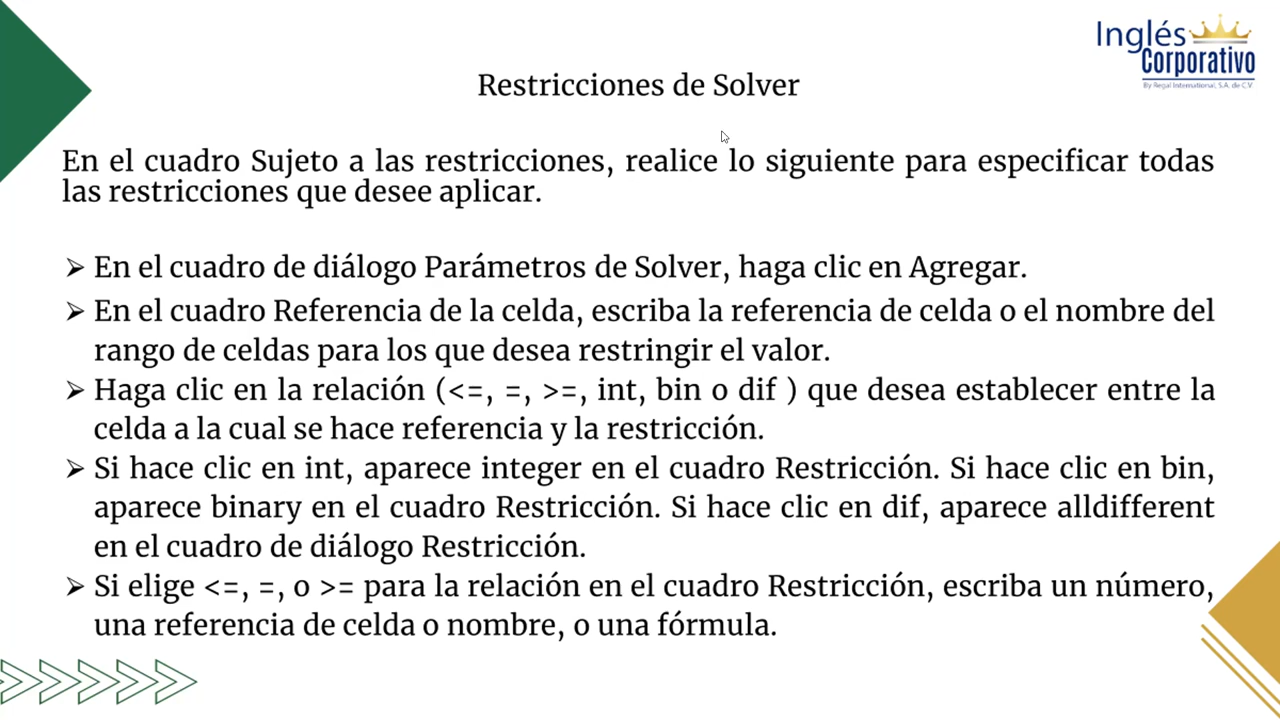 Inglés
Corporativo
By Regal International, S.A. de C.V
Restricciones de Solver
En el cuadro Sujeto a las restricciones, realice lo siguiente para especificar todas
las restricciones que desee aplicar.
➢ En el cuadro de diálogo Parámetros de Solver, haga clic en Agregar.
➢ En el cuadro Referencia de la celda, escriba la referencia de celda o el nombre del
rango de celdas para los que desea restringir el valor.
➢ Haga clic en la relación (<=, =, >=, int, bin o dif ) que desea establecer entre la
celda a la cual se hace referencia y la restricción.
➢ Si hace clic en int, aparece integer en el cuadro Restricción. Si hace clic en bin,
aparece binary en el cuadro Restricción. Si hace clic en dif, aparece alldifferent
en el cuadro de diálogo Restricción.
➢ Si elige <=, =, o >= para la relación en el cuadro Restricción, escriba un número,
una referencia de celda o nombre, o una fórmula.